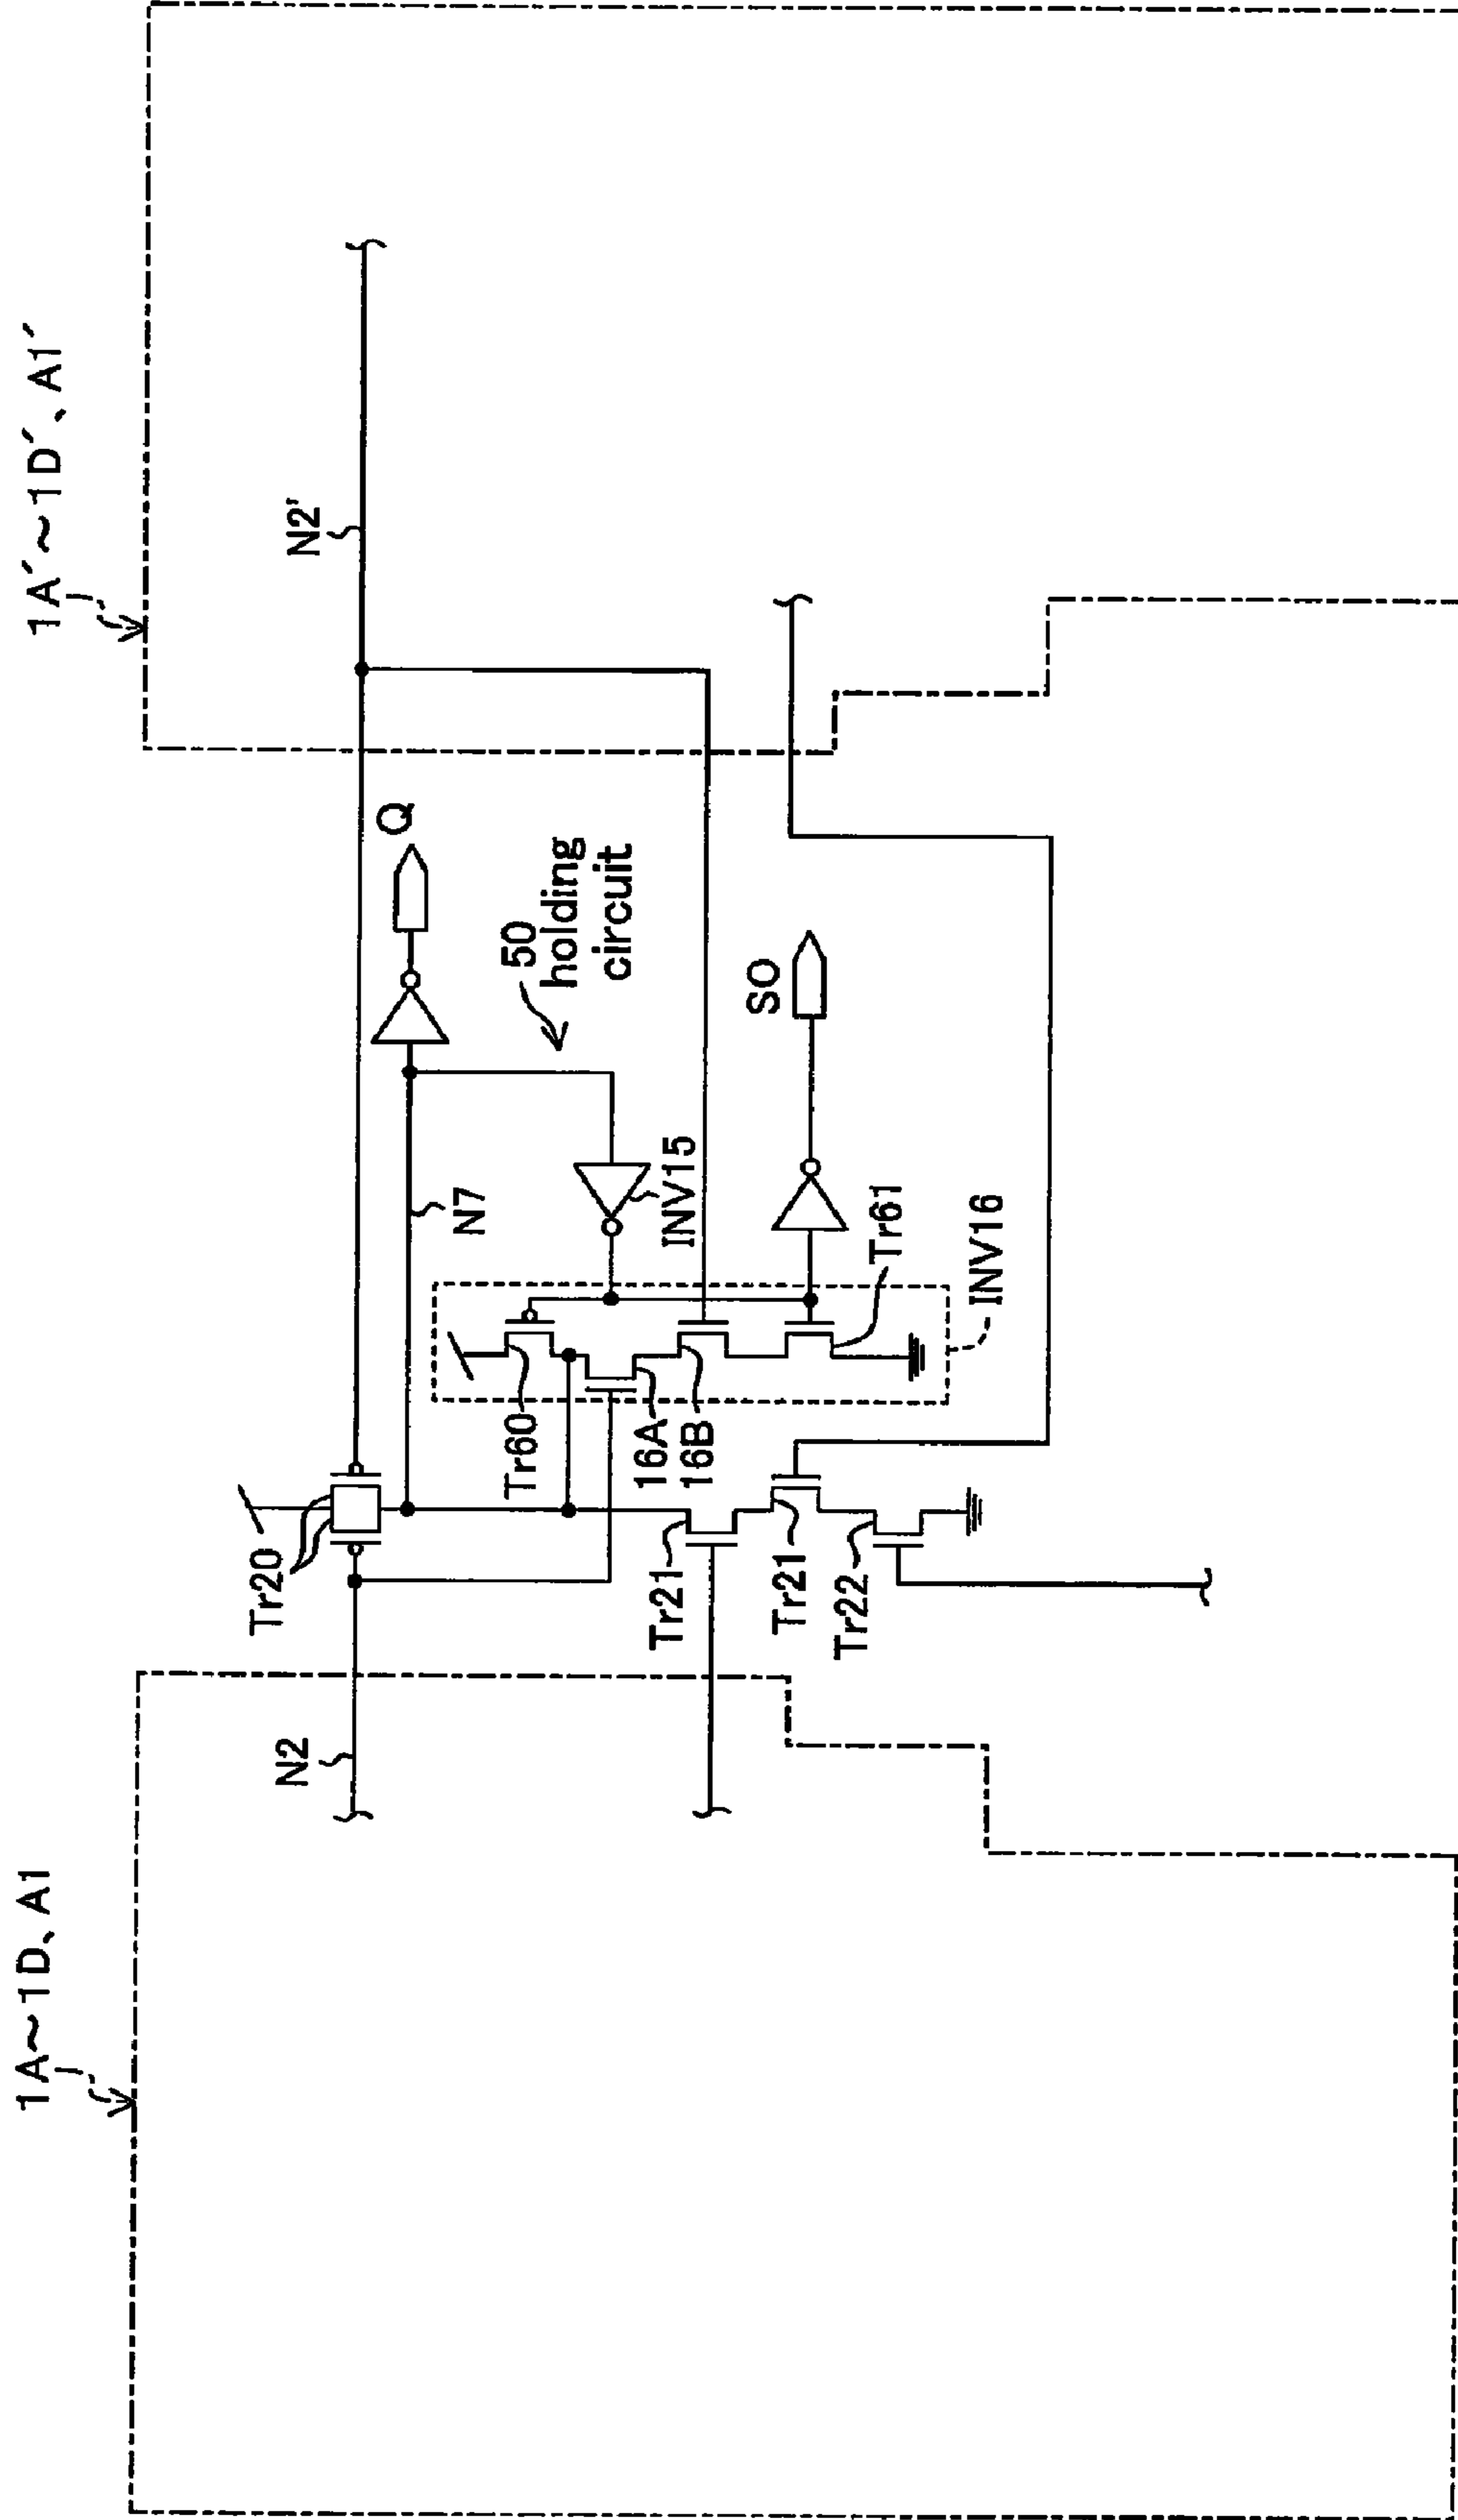 1A~1D、A1
1A´~1D´、A1´
N2
N2'
Tr20
Q
N7
50
holding
circuit
Tr60
INV15
16A
16B
SO
Tr61
INV16
Tr21
Tr21
Tr22